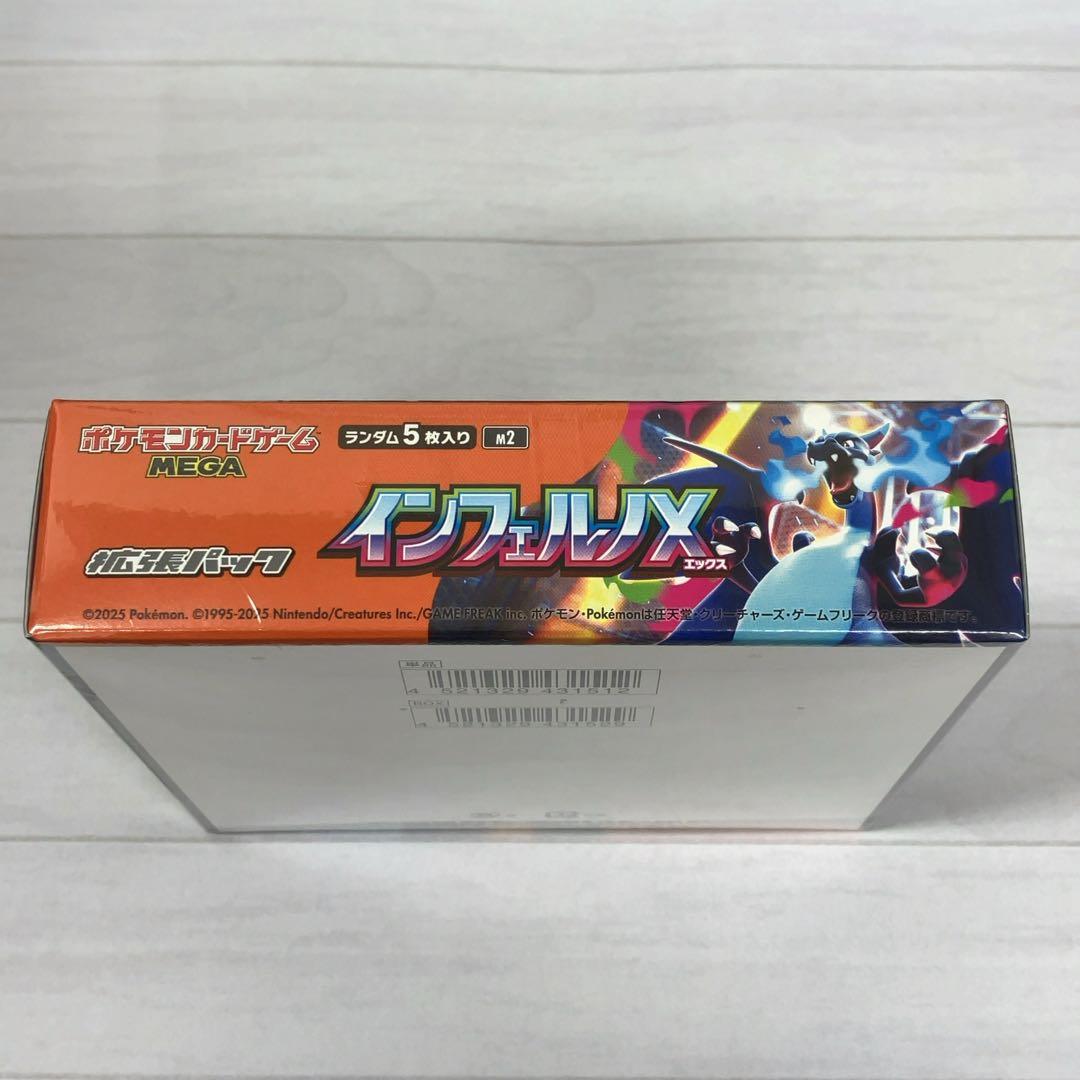 ポケモンカードゲーム
MEGA
ランダム5枚入り M2
インフェルノX
エックス
拡張パック
©2025 Pokémon. ©1995-2025 Nintendo/Creatures Inc./GAME FREAK inc. ポケモン・Pokémonは任天堂・クリーチャーズ・ゲームフリークの登録商標です。
単品
4 521329 431512
BOX
4 521329 431529